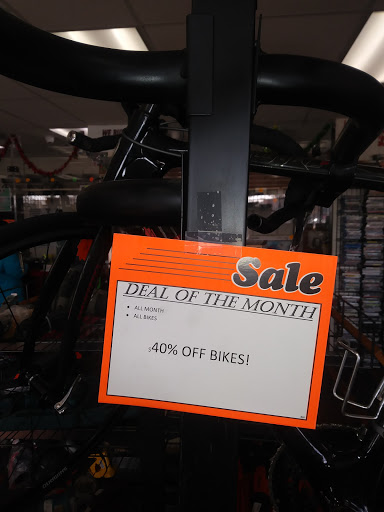 Sale
DEAL OF THE MONTH
• ALL MONTH
• ALL BIKES
$40% OFF BIKES!